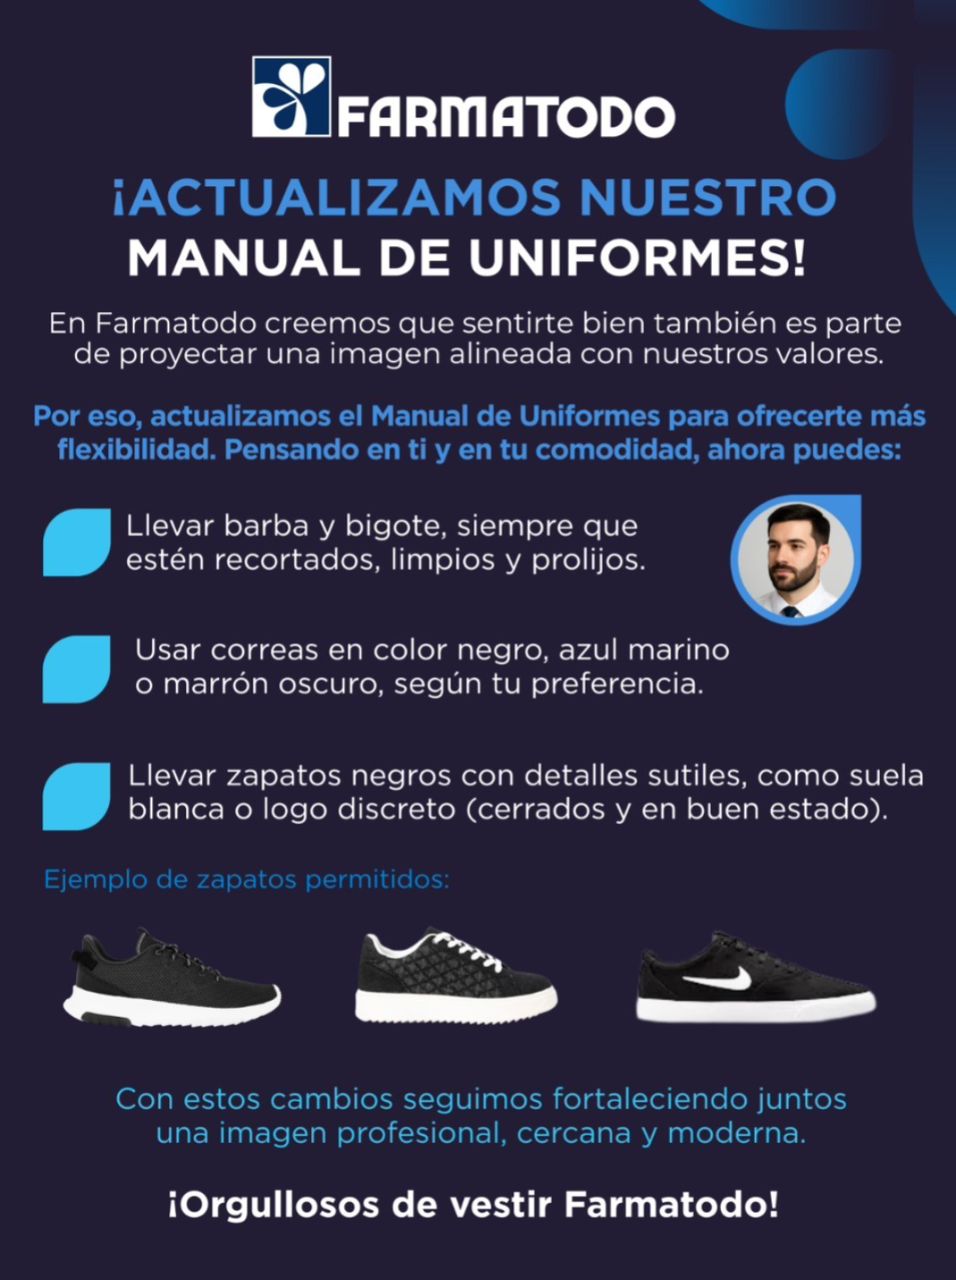 FARMATODO
¡ACTUALIZAMOS NUESTRO
MANUAL DE UNIFORMES!
En Farmatodo creemos que sentirte bien también es parte
de proyectar una imagen alineada con nuestros valores.
Por eso, actualizamos el Manual de Uniformes para ofrecerte más
flexibilidad. Pensando en ti y en tu comodidad, ahora puedes:
Llevar barba y bigote, siempre que
estén recortados, limpios y prolijos.
Usar correas en color negro, azul marino
o marrón oscuro, según tu preferencia.
Llevar zapatos negros con detalles sutiles, como suela
blanca o logo discreto (cerrados y en buen estado).
Ejemplo de zapatos permitidos:
Con estos cambios seguimos fortaleciendo juntos
una imagen profesional, cercana y moderna.
¡Orgullosos de vestir Farmatodo!